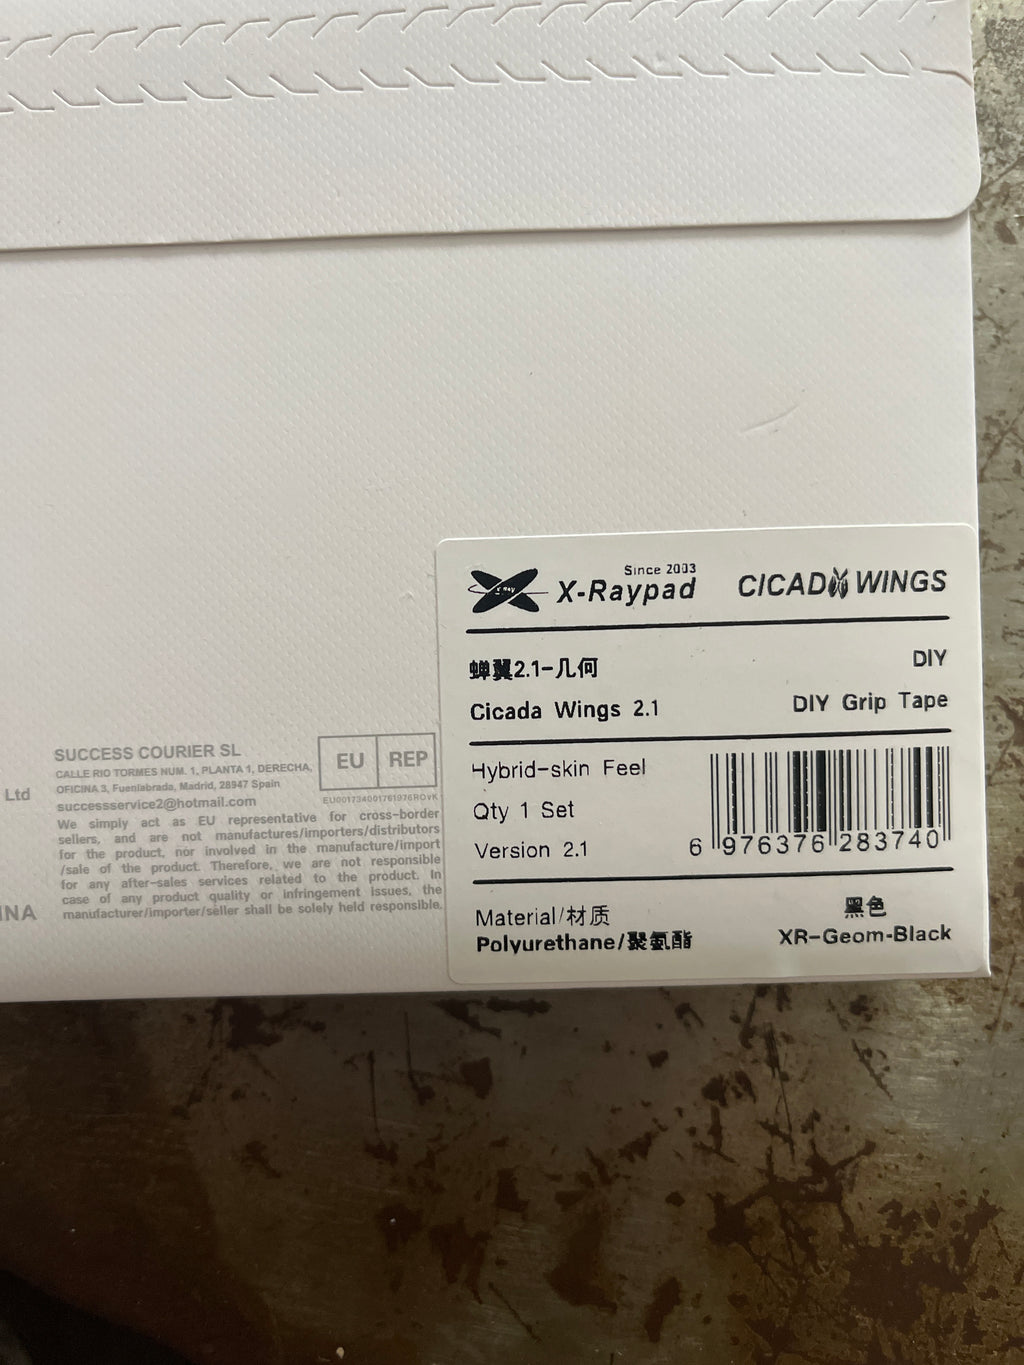 SUCCESS COURIER SL
CALLE RIO TORMES NUM. 1, PLANTA 1, DERECHA,
OFICINA 3, Fuenlabrada, Madrid, 28947 Spain
successservice2@hotmail.com
EU REP
EU001734001761976ROVK
We simply act as EU representative for cross-border
sellers, and are not manufactures/importers/distributors
for the product, nor involved in the manufacture/import
/sale of the product. Therefore, we are not responsible
for any after-sales services related to the product. In
case of any product quality or infringement issues, the
manufacturer/importer/seller shall be solely held responsible.
Ltd
INA
Since 2003
X-Raypad
CICADA WINGS
蝉翼2.1-几何
DIY
Cicada Wings 2.1
DIY Grip Tape
Hybrid-skin Feel
Qty 1 Set
Version 2.1
6 976376 283740
Material/材质
Polyurethane/聚氨酯
黑色
XR-Geom-Black